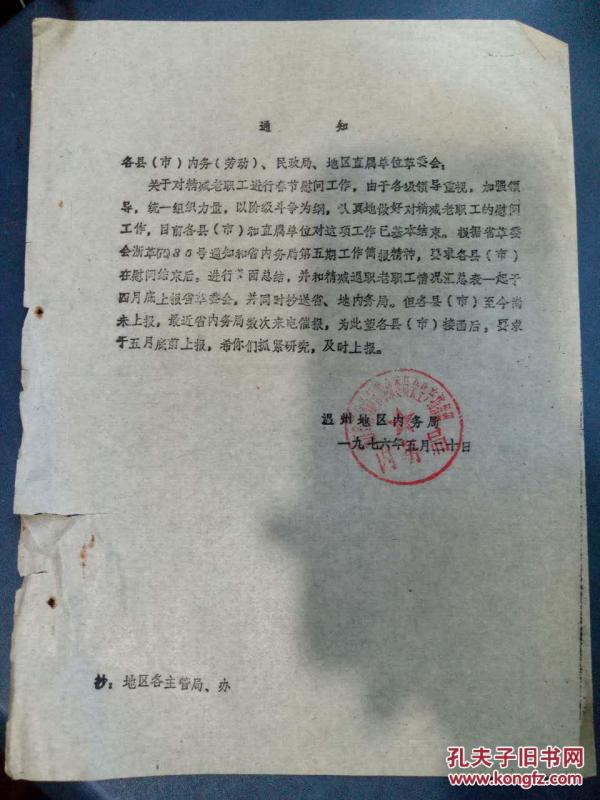 通 知
各县(市)内务(劳动)、民政局、地区直属单位革委会:
关于对精减老职工进行春节慰问工作,由于各级领导重视,加强领
导,统一组织力量,以阶级斗争为纲,认真地做好对精减老职工的慰问
工作,目前各县(市)和直属单位对这项工作已基本结束。根据省革委
会浙革 号通知和省内务局第五期工作简报精神,要求各县(市)
在慰问结束后,进行全面总结,并和精减退职老职工情况汇总表一起于
四月底上报省革委会,并同时抄送省、地内务局。但各县(市)至今尚
未上报,最近省内务局数次来电催报,为此望各县(市)接函后,要求
于五月底前上报,希你们抓紧研究,及时上报。
温州地区内务局
一九七六年五月二十日
抄:地区各主管局、办
孔夫子旧书网
www.kongfz.com